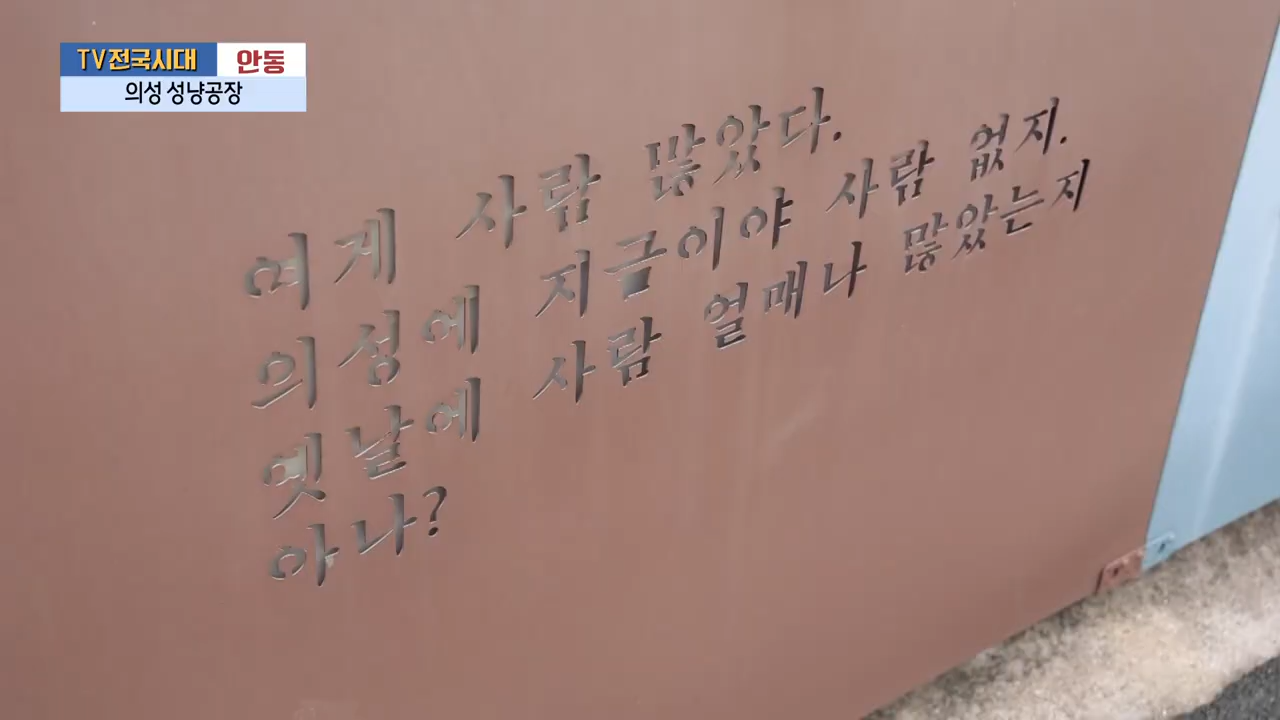 TV전국시대 안동
의성 성냥공장
여게 사람 많았다.
의성에 지금이야 사람 없지.
옛날에 사람 얼매나 많았는지
아나?